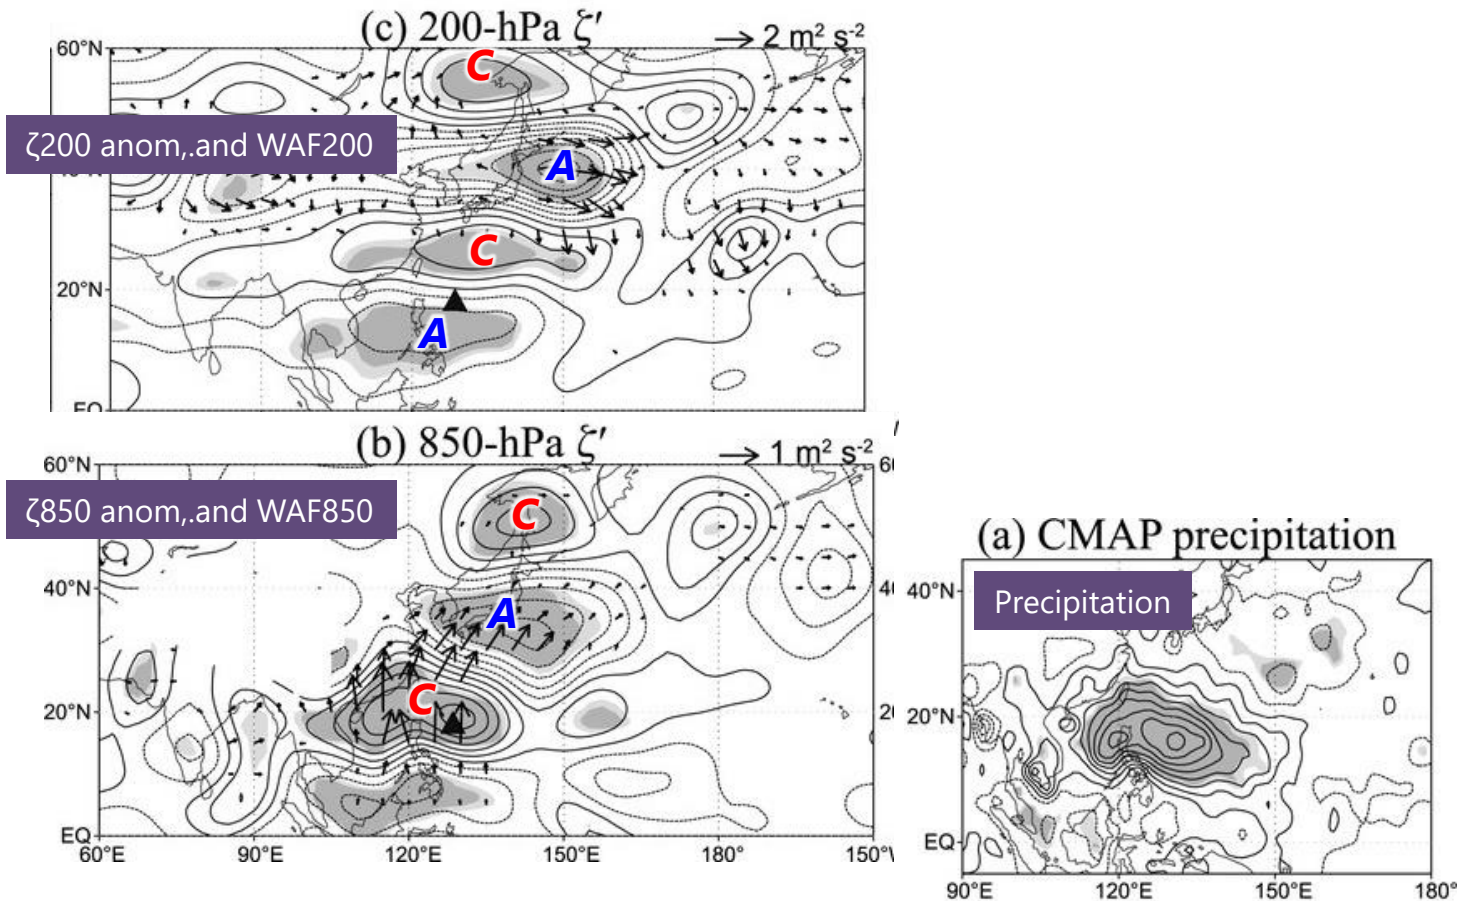 (c) 200-hPa ζ′
2 m² s⁻²
60°N
C
ζ200 anom,.and WAF200
A
C
20°N
A
EQ
(b) 850-hPa ζ′
1 m² s⁻²
60°N
C
ζ850 anom,.and WAF850
40°N
A
C
20°N
EQ
60°E 90°E 120°E 150°E 180°
(a) CMAP precipitation
40°N
Precipitation
20°N
EQ
90°E 120°E 150°E 180°